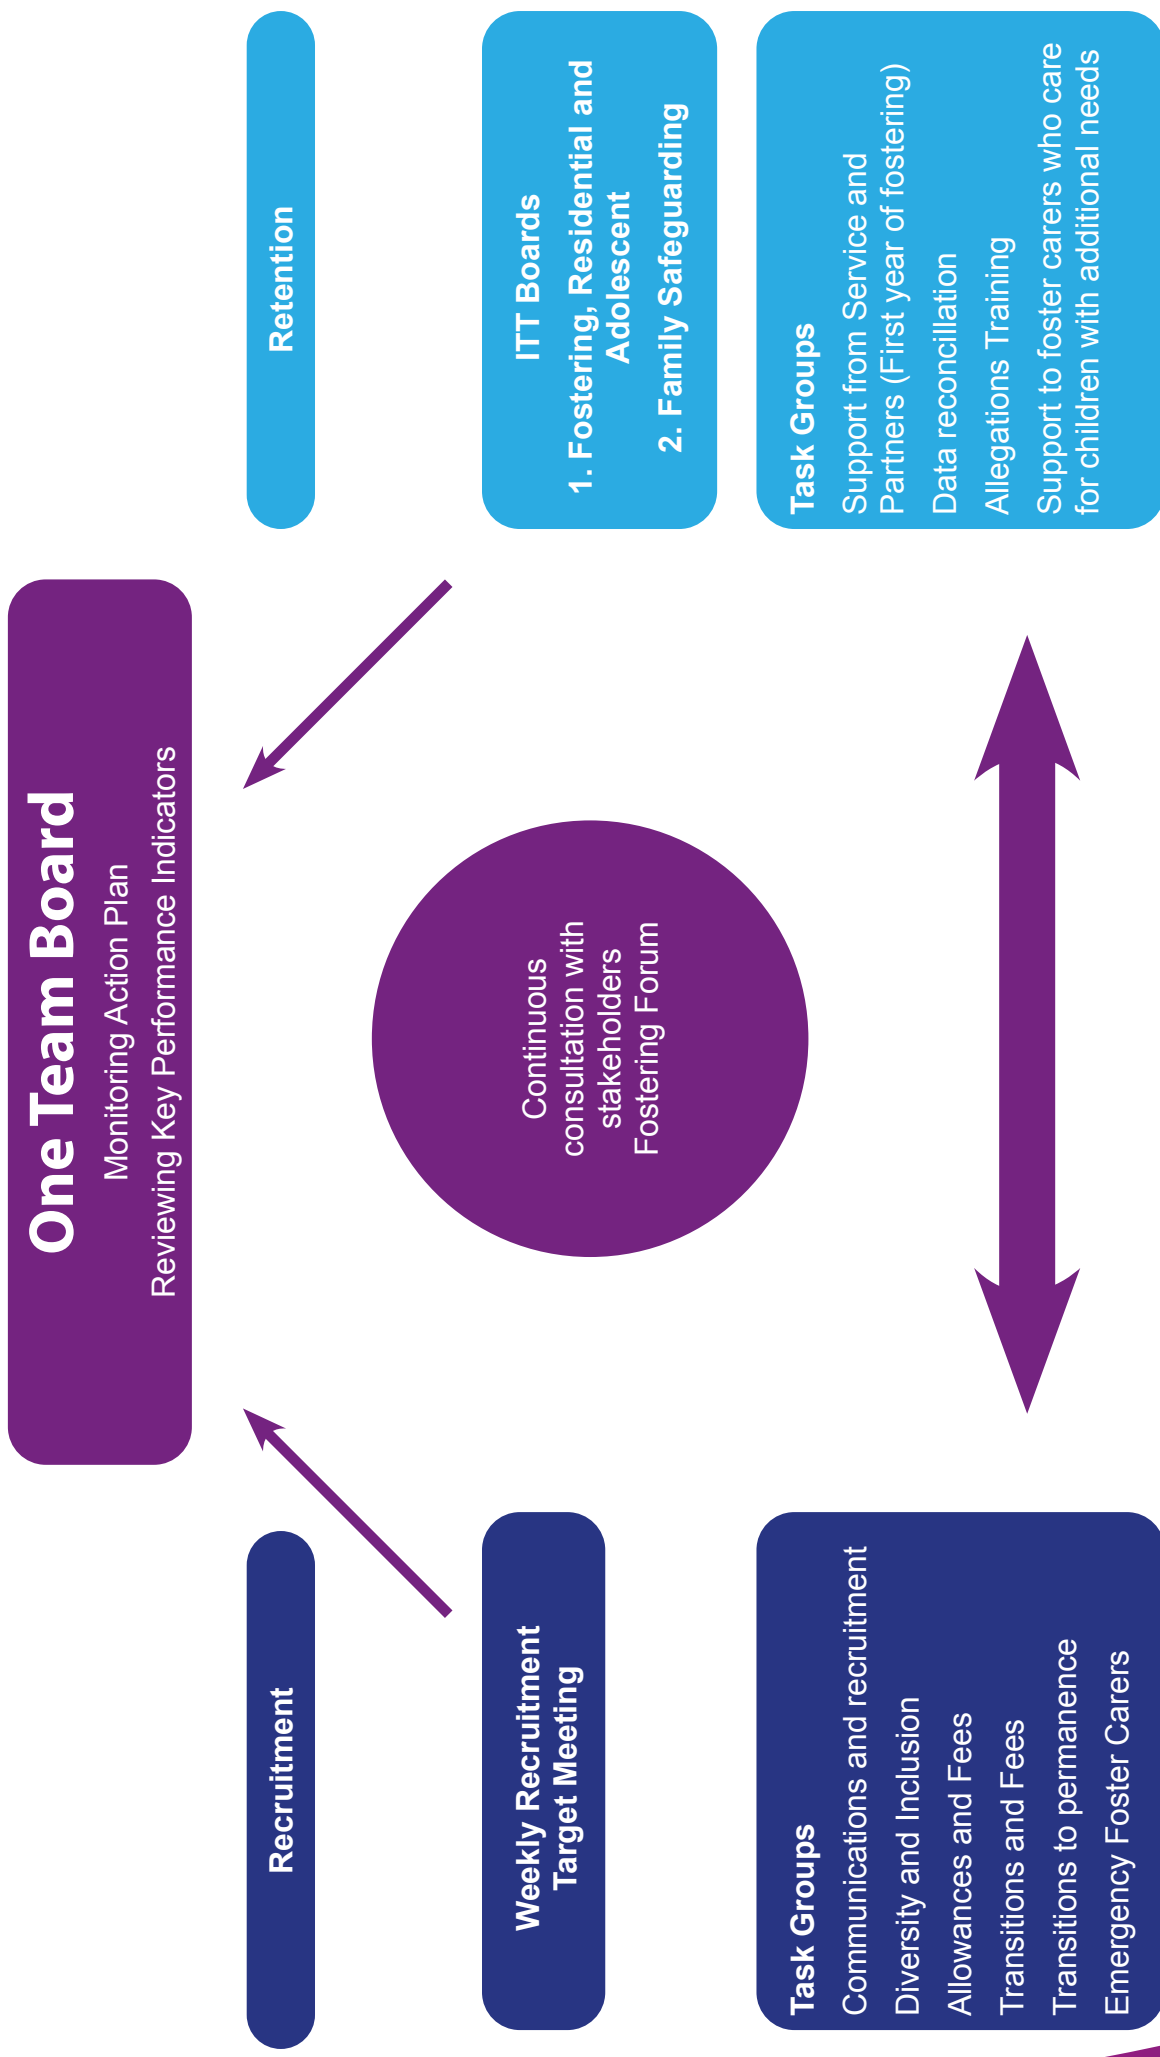 One Team Board
Monitoring Action Plan
Reviewing Key Performance Indicators
Recruitment
Weekly Recruitment
Target Meeting
Task Groups
Communications and recruitment
Diversity and Inclusion
Allowances and Fees
Transitions and Fees
Transitions to permanence
Emergency Foster Carers
Continuous
consultation with
stakeholders
Fostering Forum
Retention
ITT Boards
1. Fostering, Residential and
Adolescent
2. Family Safeguarding
Task Groups
Support from Service and
Partners (First year of fostering)
Data reconcillation
Allegations Training
Support to foster carers who care
for children with additional needs